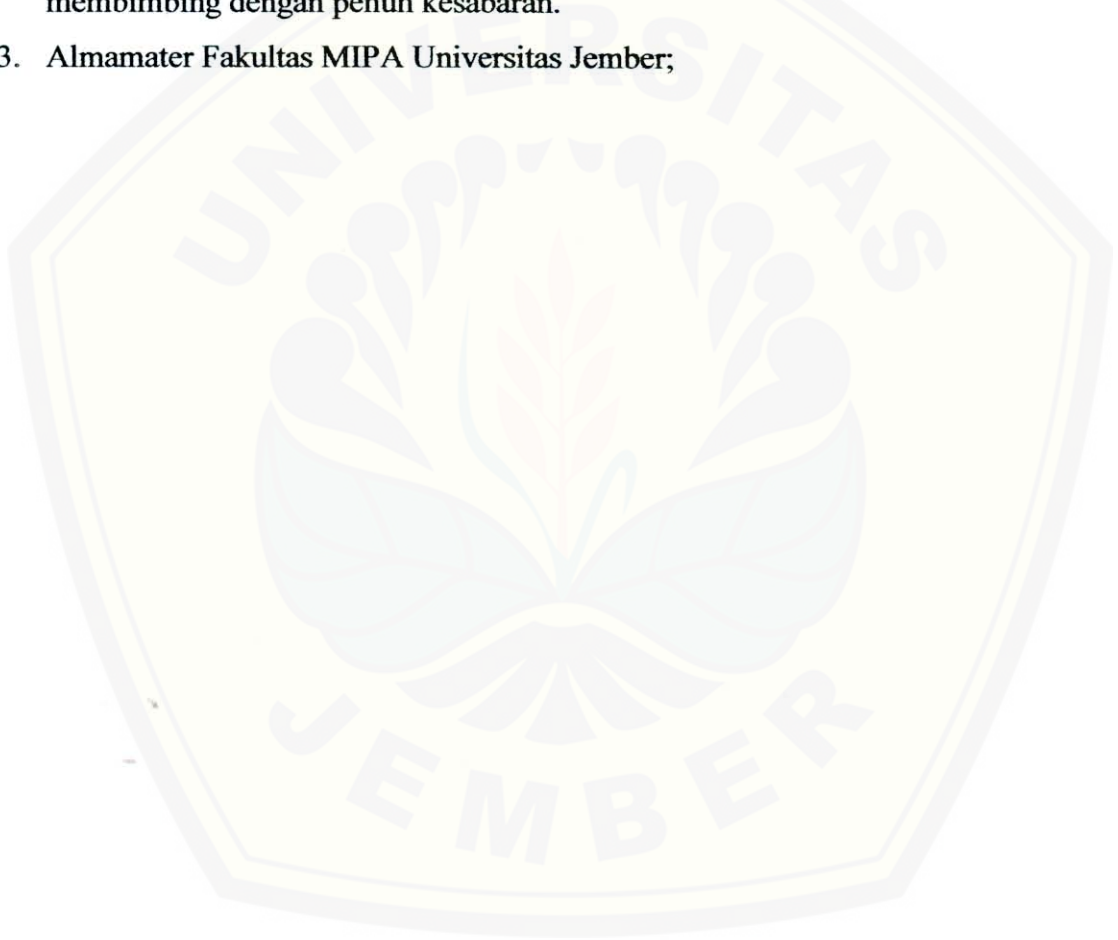 membimbing dengan penuh kesabaran.
3. Almamater Fakultas MIPA Universitas Jember;
UNIVERSITAS
JEMBER